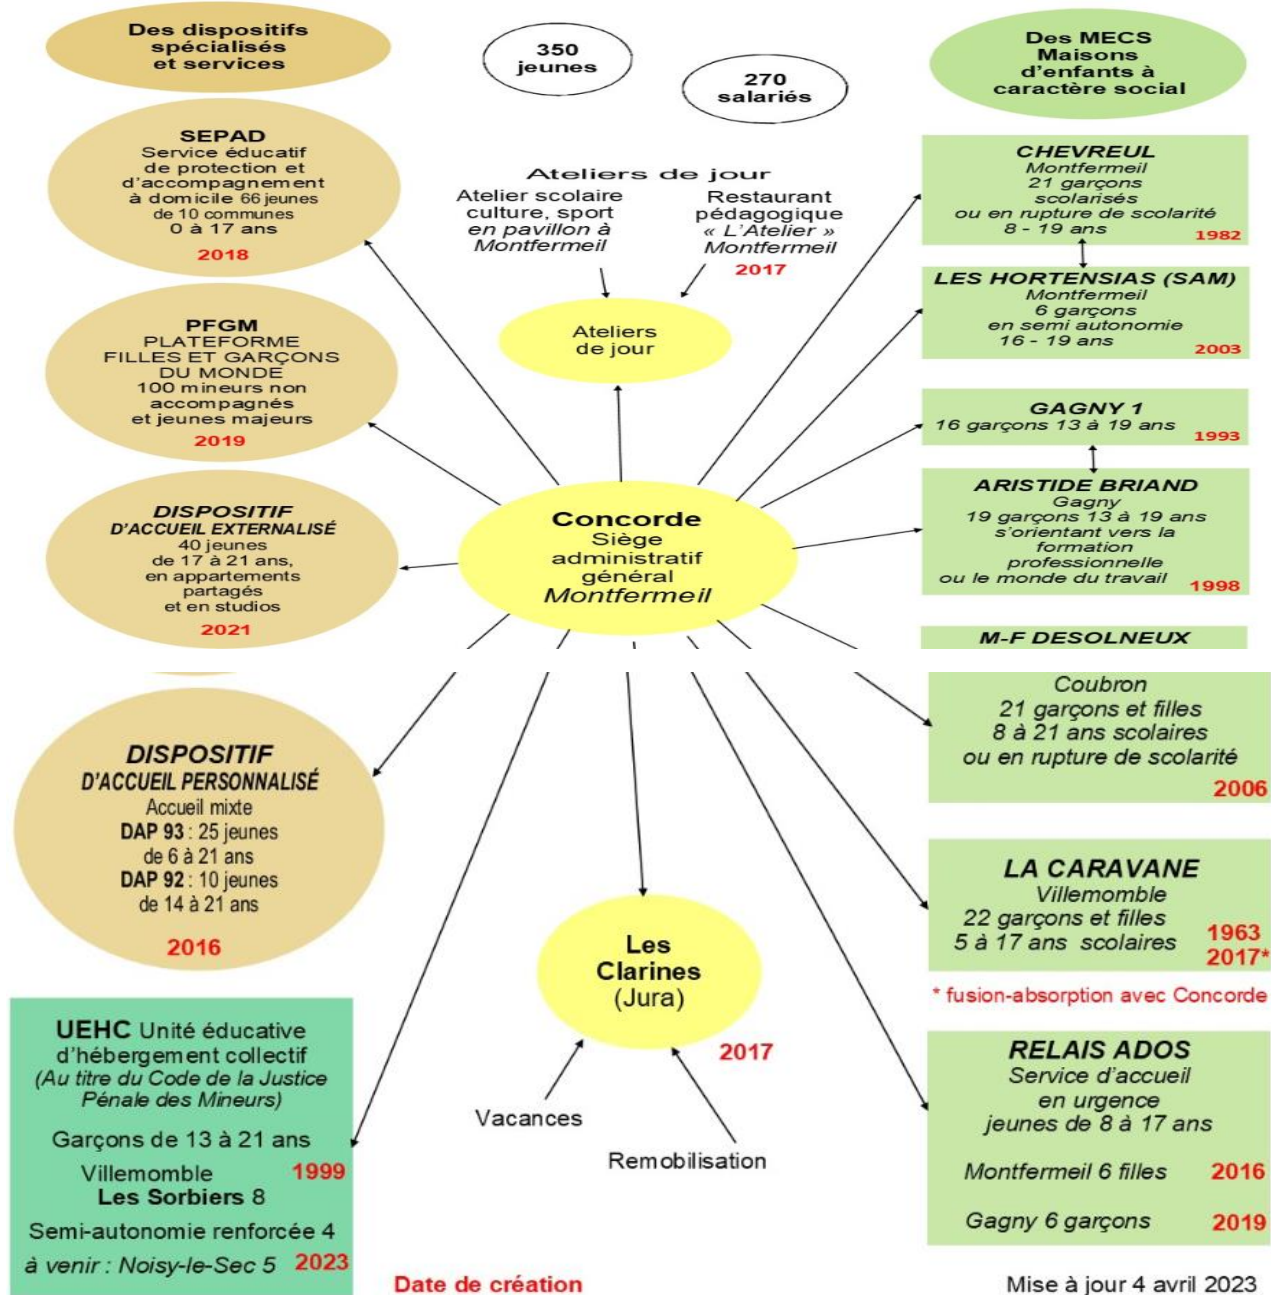 Des dispositifs
spécialisés
et services
350
jeunes
270
salariés
Des MECS
Maisons
d'enfants à
caractère social
SEPAD
Service éducatif
de protection et
d'accompagnement
à domicile 66 jeunes
de 10 communes
0 à 17 ans
2018
PFGM
PLATEFORME
FILLES ET GARÇONS
DU MONDE
100 mineurs non
accompagnés
et jeunes majeurs
2019
DISPOSITIF
D'ACCUEIL EXTERNALISÉ
40 jeunes
de 17 à 21 ans,
en appartements
partagés
et en studios
2021
Ateliers de jour
Atelier scolaire
culture, sport
en pavillon à
Montfermeil
Restaurant
pédagogique
« L'Atelier »
Montfermeil
2017
Ateliers
de jour
Concorde
Siège
administratif
général
Montfermeil
CHEVREUL
Montfermeil
21 garçons
scolarisés
ou en rupture de scolarité
8 - 19 ans
1982
LES HORTENSIAS (SAM)
Montfermeil
6 garçons
en semi autonomie
16 - 19 ans
2003
GAGNY 1
16 garçons 13 à 19 ans
1993
ARISTIDE BRIAND
Gagny
19 garçons 13 à 19 ans
s'orientant vers la
formation
professionnelle
ou le monde du travail
1998
M-F DESOLNEUX
Coubron
21 garçons et filles
8 à 21 ans scolaires
ou en rupture de scolarité
2006
DISPOSITIF
D'ACCUEIL PERSONNALISÉ
Accueil mixte
DAP 93 : 25 jeunes
de 6 à 21 ans
DAP 92 : 10 jeunes
de 14 à 21 ans
2016
LA CARAVANE
Villemomble
22 garçons et filles
5 à 17 ans scolaires
1963
2017*
* fusion-absorption avec Concorde
Les
Clarines
(Jura)
2017
Vacances
Remobilisation
UEHC Unité éducative
d'hébergement collectif
(Au titre du Code de la Justice
Pénale des Mineurs)
Garçons de 13 à 21 ans
Villemomble 1999
Les Sorbiers 8
Semi-autonomie renforcée 4
à venir : Noisy-le-Sec 5 2023
RELAIS ADOS
Service d'accueil
en urgence
jeunes de 8 à 17 ans
Montfermeil 6 filles 2016
Gagny 6 garçons 2019
Date de création
Mise à jour 4 avril 2023